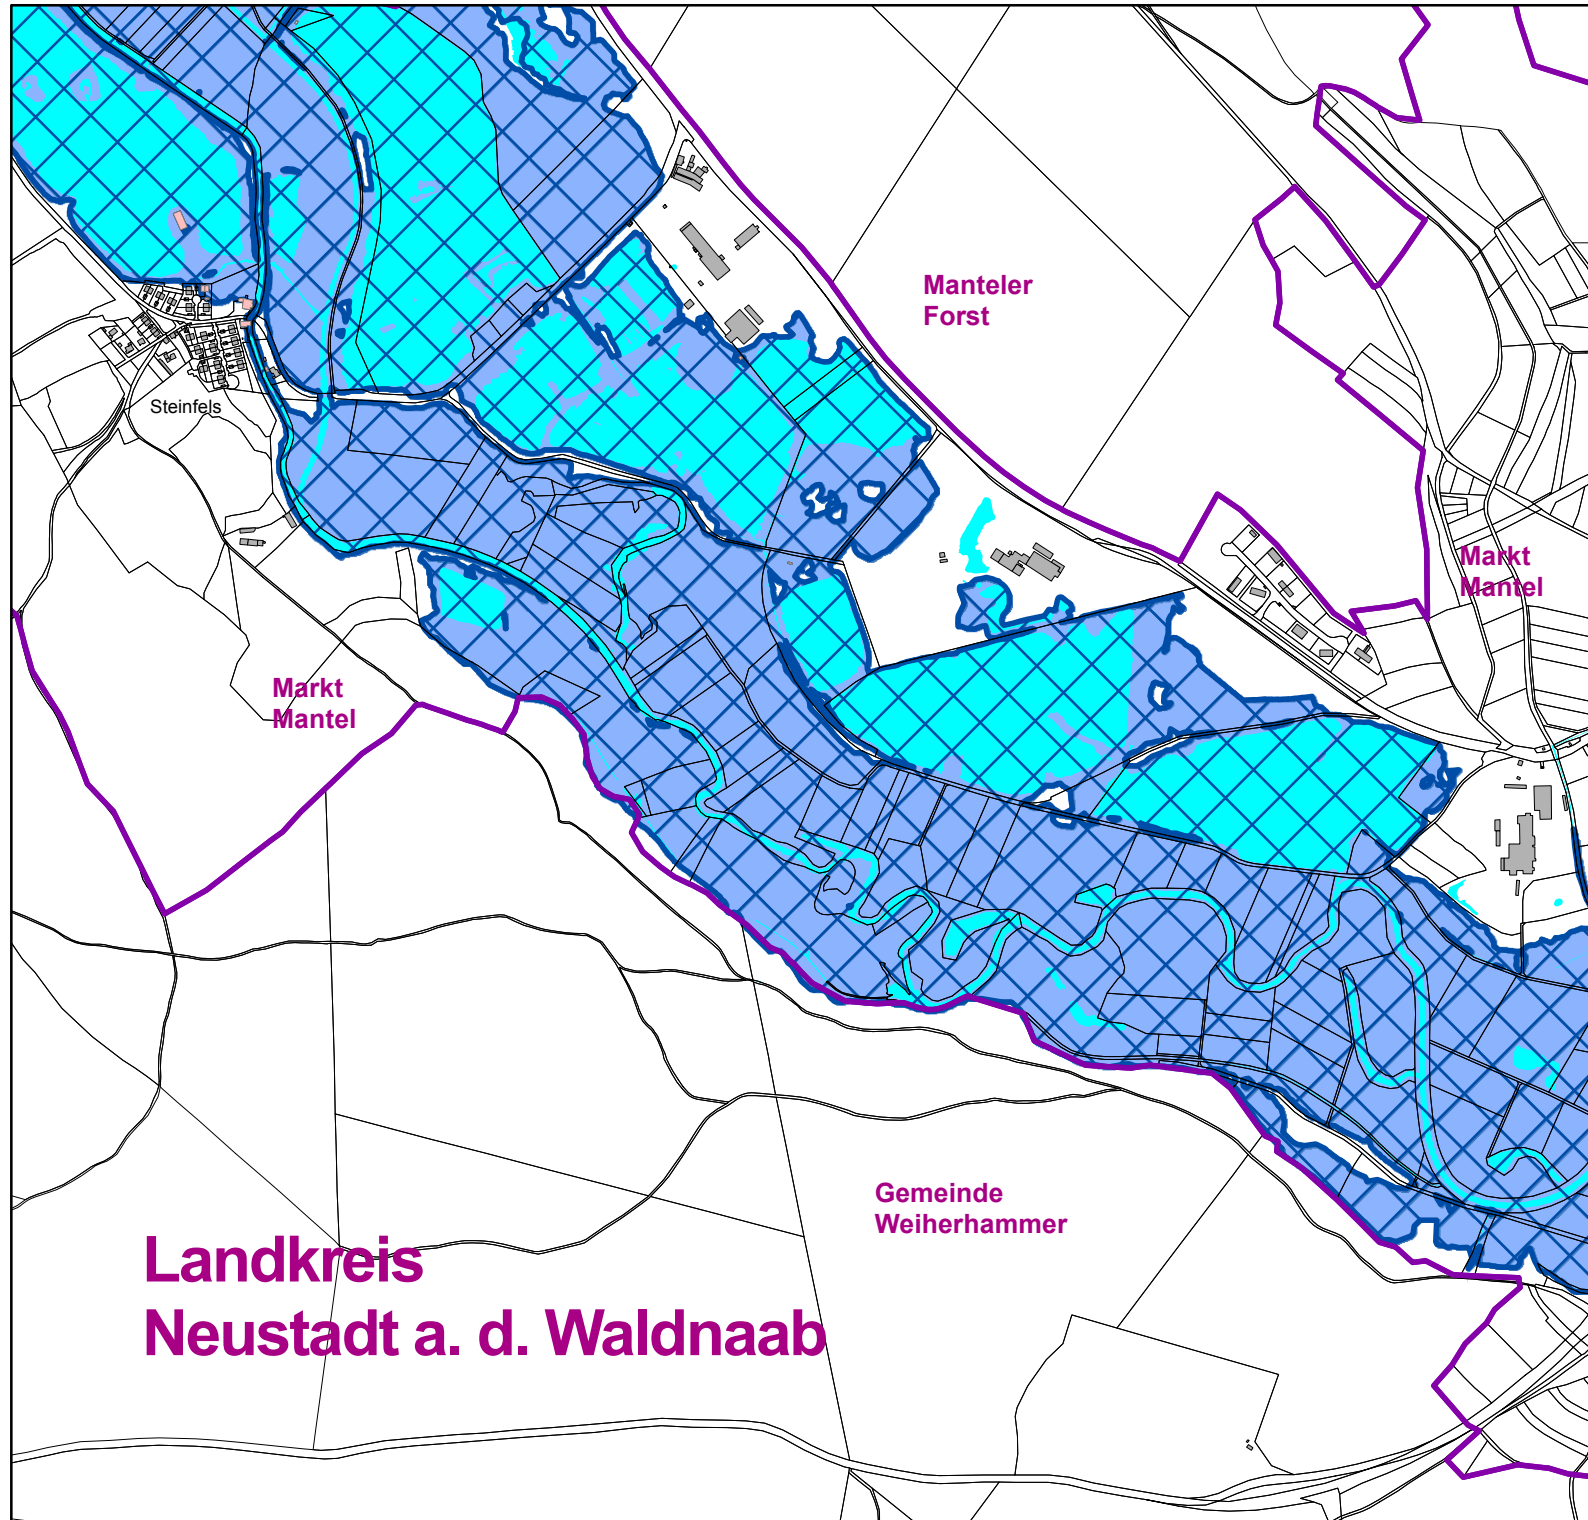 Manteler
Forst
Steinfels
Markt
Mantel
Markt
Mantel
Gemeinde
Weiherhammer
Landkreis
Neustadt a. d. Waldnaab